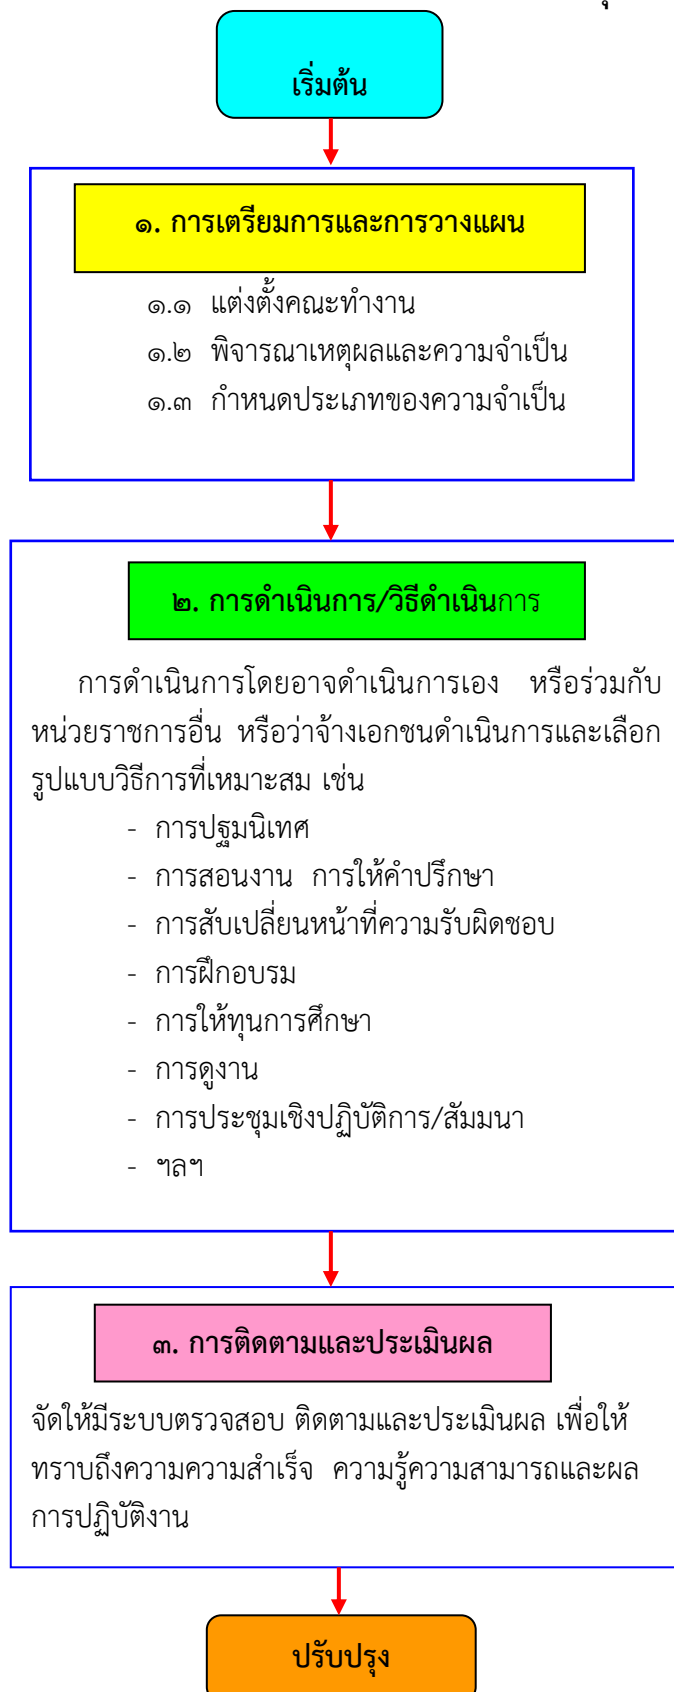 เริ่มต้น
๑. การเตรียมการและการวางแผน
๑.๑ แต่งตั้งคณะทำงาน
๑.๒ พิจารณาเหตุผลและความจำเป็น
๑.๓ กำหนดประเภทของความจำเป็น
๒. การดำเนินการ/วิธีดำเนินการ
การดำเนินการโดยอาจดำเนินการเอง หรือร่วมกับ
หน่วยราชการอื่น หรือว่าจ้างเอกชนดำเนินการและเลือก
รูปแบบวิธีการที่เหมาะสม เช่น
- การปฐมนิเทศ
- การสอนงาน การให้คำปรึกษา
- การสับเปลี่ยนหน้าที่ความรับผิดชอบ
- การฝึกอบรม
- การให้ทุนการศึกษา
- การดูงาน
- การประชุมเชิงปฏิบัติการ/สัมมนา
- ฯลฯ
๓. การติดตามและประเมินผล
จัดให้มีระบบตรวจสอบ ติดตามและประเมินผล เพื่อให้
ทราบถึงความความสำเร็จ ความรู้ความสามารถและผล
การปฏิบัติงาน
ปรับปรุง